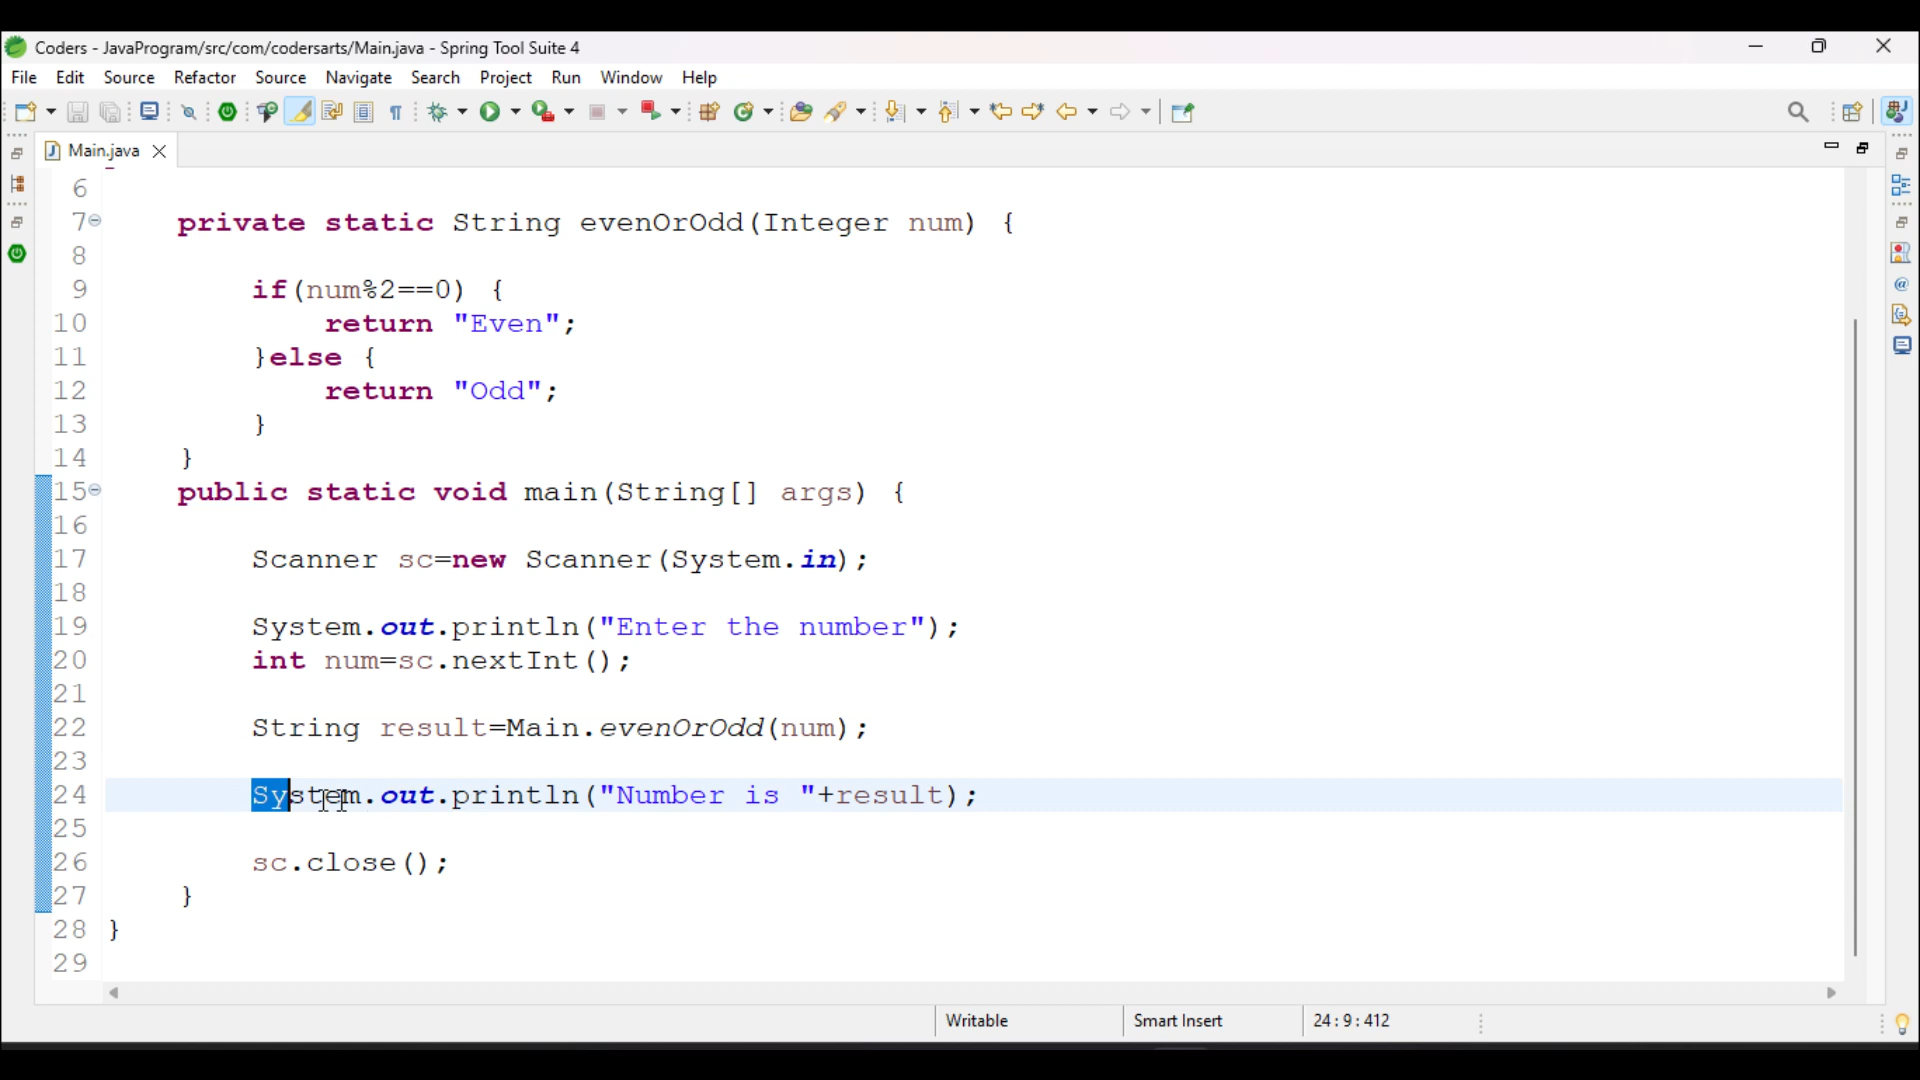 Coders - JavaProgram/src/com/codersarts/Main.java - Spring Tool Suite 4
File Edit Source Refactor Source Navigate Search Project Run Window Help
Main.java
6
7 private static String evenOrOdd(Integer num) {
8
9 if(num%2==0) {
10 return "Even";
11 }else {
12 return "Odd";
13 }
14 }
15 public static void main(String[] args) {
16
17 Scanner sc=new Scanner(System.in);
18
19 System.out.println("Enter the number");
20 int num=sc.nextInt();
21
22 String result=Main.evenOrOdd(num);
23
24 System.out.println("Number is "+result);
25
26 sc.close();
27 }
28 }
29
Writable Smart Insert 24 : 9 : 412